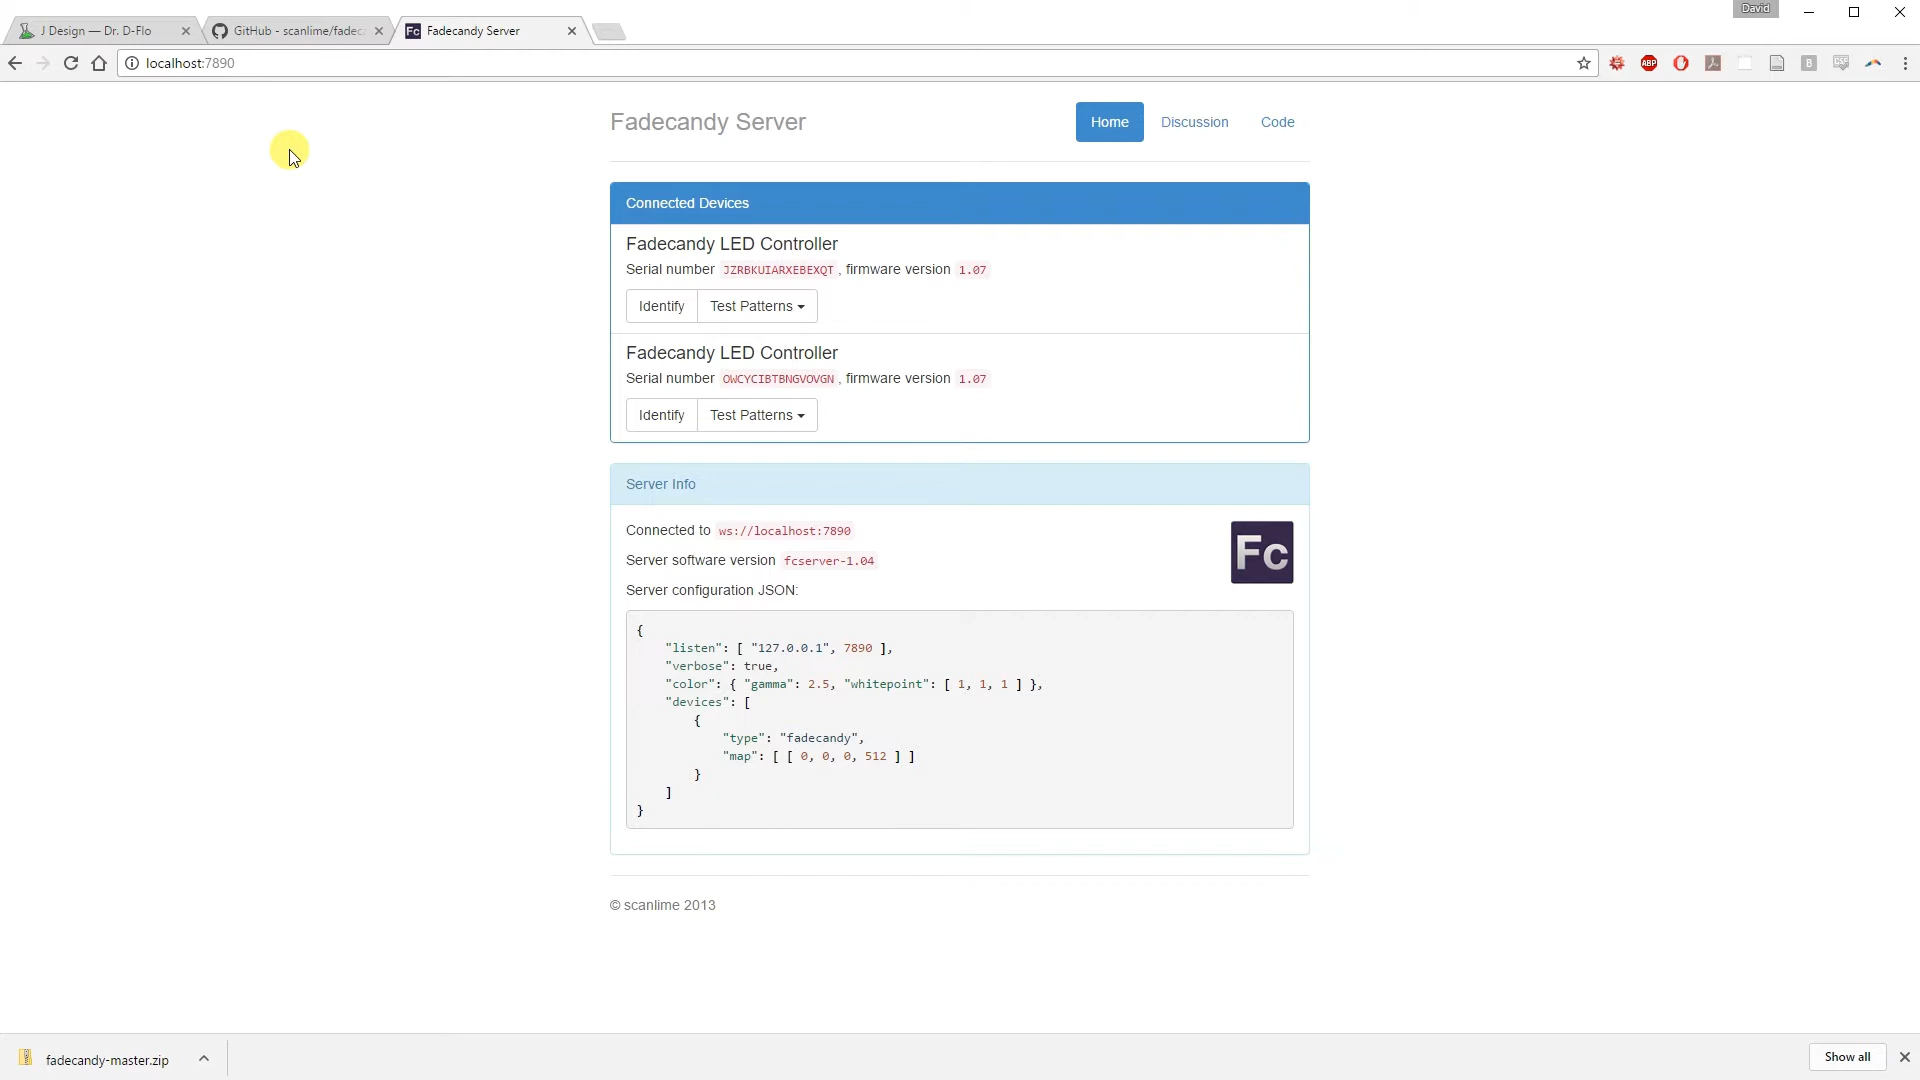 David
J Design — Dr. D-Flo
GitHub - scanlime/fadec
Fc Fadecandy Server
localhost:7890
ABP
B
CSS
Fadecandy Server
Home
Discussion
Code
Connected Devices
Fadecandy LED Controller
Serial number JZRBKUIARXEBEXQT, firmware version 1.07
Identify
Test Patterns
Fadecandy LED Controller
Serial number OWCYCIBTBNGVOVGN, firmware version 1.07
Identify
Test Patterns
Server Info
Connected to ws://localhost:7890
Fc
Server software version fcserver-1.04
Server configuration JSON:
{
"listen": [ "127.0.0.1", 7890 ],
"verbose": true,
"color": { "gamma": 2.5, "whitepoint": [ 1, 1, 1 ] },
"devices": [
{
"type": "fadecandy",
"map": [ [ 0, 0, 0, 512 ] ]
}
]
}
© scanlime 2013
fadecandy-master.zip
Show all